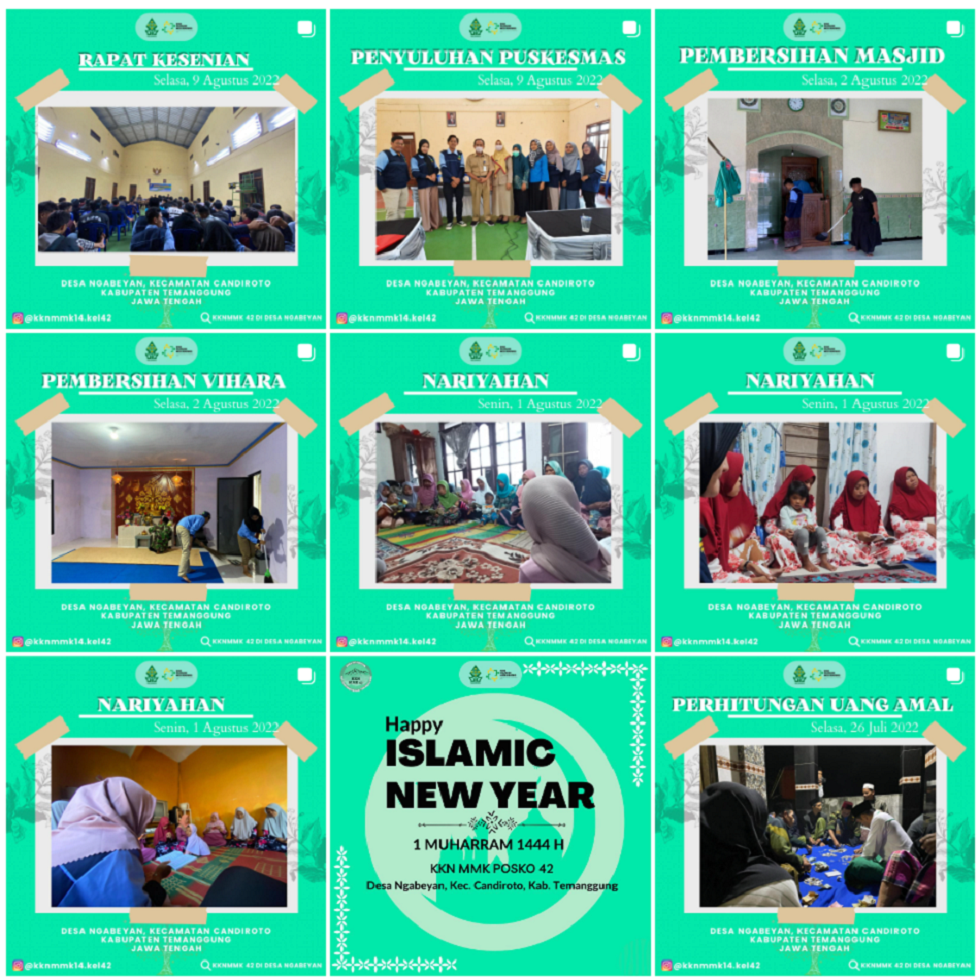 RAPAT KESENIAN
Selasa, 9 Agustus 2022
DESA NGABEYAN, KECAMATAN CANDIROTO
KABUPATEN TEMANGGUNG
JAWA TENGAH
@kknmmk14.kel42
KKNMMK 42 DI DESA NGABEYAN
PENYULUHAN PUSKESMAS
Selasa, 9 Agustus 2022
DESA NGABEYAN, KECAMATAN CANDIROTO
KABUPATEN TEMANGGUNG
JAWA TENGAH
@kknmmk14.kel42
KKNMMK 42 DI DESA NGABEYAN
PEMBERSIHAN MASJID
Selasa, 2 Agustus 2022
DESA NGABEYAN, KECAMATAN CANDIROTO
KABUPATEN TEMANGGUNG
JAWA TENGAH
@kknmmk14.kel42
KKNMMK 42 DI DESA NGABEYAN
PEMBERSIHAN VIHARA
Selasa, 2 Agustus 2022
DESA NGABEYAN, KECAMATAN CANDIROTO
KABUPATEN TEMANGGUNG
JAWA TENGAH
@kknmmk14.kel42
KKNMMK 42 DI DESA NGABEYAN
NARIYAHAN
Senin, 1 Agustus 2022
DESA NGABEYAN, KECAMATAN CANDIROTO
KABUPATEN TEMANGGUNG
JAWA TENGAH
@kknmmk14.kel42
KKNMMK 42 DI DESA NGABEYAN
NARIYAHAN
Senin, 1 Agustus 2022
DESA NGABEYAN, KECAMATAN CANDIROTO
KABUPATEN TEMANGGUNG
JAWA TENGAH
@kknmmk14.kel42
KKNMMK 42 DI DESA NGABEYAN
NARIYAHAN
Senin, 1 Agustus 2022
DESA NGABEYAN, KECAMATAN CANDIROTO
KABUPATEN TEMANGGUNG
JAWA TENGAH
@kknmmk14.kel42
KKNMMK 42 DI DESA NGABEYAN
Happy
ISLAMIC
NEW YEAR
1 MUHARRAM 1444 H
KKN MMK POSKO 42
Desa Ngabeyan, Kec. Candiroto, Kab. Temanggung
PERHITUNGAN UANG AMAL
Selasa, 26 Juli 2022
DESA NGABEYAN, KECAMATAN CANDIROTO
KABUPATEN TEMANGGUNG
JAWA TENGAH
@kknmmk14.kel42
KKNMMK 42 DI DESA NGABEYAN